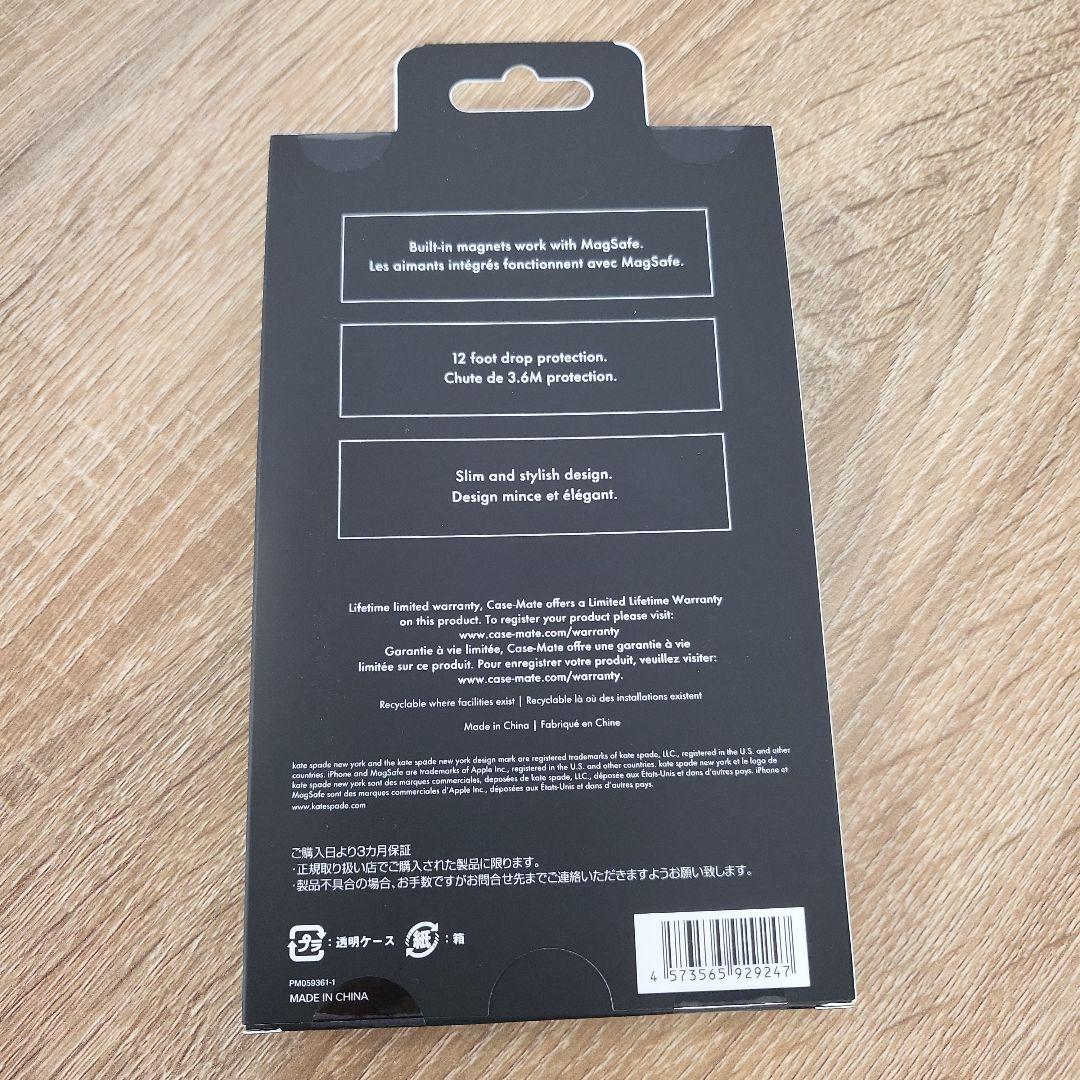 Built-in magnets work with MagSafe.
Les aimants intégrés fonctionnent avec MagSafe.
12 foot drop protection.
Chute de 3.6M protection.
Slim and stylish design.
Design mince et élégant.
Lifetime limited warranty, Case-Mate offers a Limited Lifetime Warranty
on this product. To register your product please visit:
www.case-mate.com/warranty
Garantie à vie limitée, Case-Mate offre une garantie à vie
limitée sur ce produit. Pour enregistrer votre produit, veuillez visiter:
www.case-mate.com/warranty.
Recyclable where facilities exist | Recyclable là où des installations existent
Made in China | Fabriqué en Chine
kate spade new york and the kate spade new york design mark are registered trademarks of kate spade, LLC., registered in the U.S. and other
countries. iPhone and MagSafe are trademarks of Apple Inc., registered in the U.S. and other countries. kate spade new york et le logo de
kate spade new york sont des marques commerciales, deposées de kate spade, LLC., déposée aux États-Unis et dans d'autres pays. iPhone et
MagSafe sont des marques commerciales d'Apple Inc., déposées aux États-Unis et dans d'autres pays.
www.katespade.com
ご購入日より3カ月保証
・正規取り扱い店でご購入された製品に限ります。
・製品不具合の場合、お手数ですがお問合せ先までご連絡いただきますようお願い致します。
プラ:透明ケース 紙:箱
PM059361-1
MADE IN CHINA
4 573565 929247